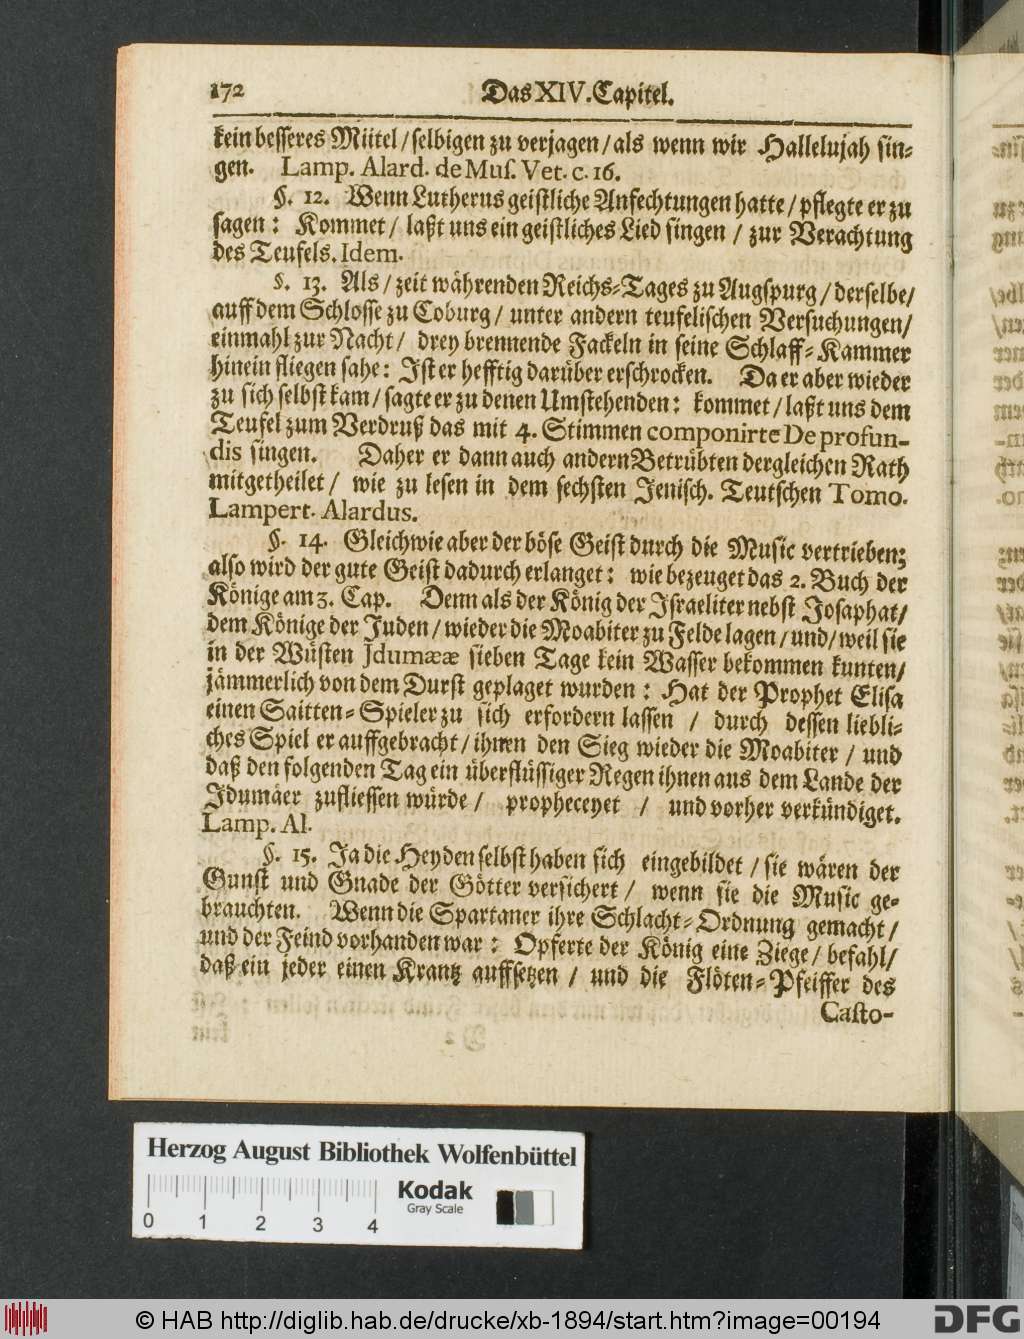 172 Das XIV. Capitel.
kein besseres Mittel / selbigen zu verjagen / als wenn wir Hallelujah sin⸗
gen. Lamp. Alard. de Muſ. Vet. c. 16.
§. 12. Wenn Lutherus geistliche Anfechtungen hatte / pflegte er zu
sagen: Kommet / laßt uns ein geistliches Lied singen / zur Verachtung
des Teufels. Idem.
§. 13. Als / zeit währenden Reichs⸗Tages zu Augspurg / derselbe /
auff dem Schlosse zu Coburg / unter andern teufelischen Versuchungen /
einmahl zur Nacht / drey brennende Fackeln in seine Schlaff⸗Kammer
hinein fliegen sahe: Ist er hefftig darüber erschrocken. Da er aber wieder
zu sich selbst kam / sagte er zu denen Umstehenden: kommet / laßt uns dem
Teufel zum Verdruß das mit 4. Stimmen componirte De profun-
dis singen. Daher er dann auch andern Betrübten dergleichen Rath
mitgetheilet / wie zu lesen in dem sechsten Jenisch. Teutschen Tomo.
Lampert. Alardus.
§. 14. Gleichwie aber der böse Geist durch die Music vertrieben;
also wird der gute Geist dadurch erlanget: wie bezeuget das 2. Buch der
Könige am 3. Cap. Denn als der König der Israeliter nebst Josaphat /
dem Könige der Juden / wieder die Moabiter zu Felde lagen / und / weil sie
in der Wüsten Jdumææ sieben Tage kein Wasser bekommen kunten /
jämmerlich von dem Durst geplaget wurden: Hat der Prophet Elisa
einen Saitten⸗Spieler zu sich erfordern lassen / durch dessen liebli⸗
ches Spiel er auffgebracht / ihnen den Sieg wieder die Moabiter / und
daß den folgenden Tag ein überflüssiger Regen ihnen aus dem Lande der
Idumäer zufliessen würde / propheceyet / und vorher verkündiget.
Lamp. Al.
§. 15. Ja die Heyden selbst haben sich eingebildet / sie wären der
Gunst und Gnade der Götter versichert / wenn sie die Music ge⸗
brauchten. Wenn die Spartaner ihre Schlacht⸗Ordnung gemacht /
und der Feind vorhanden war: Opferte der König eine Ziege / befahl /
daß ein jeder einen Krantz auffsetzen / und die Flöten⸗Pfeiffer des
Casto-
Herzog August Bibliothek Wolfenbüttel
Kodak
Gray Scale
0 1 2 3 4
© HAB http://diglib.hab.de/drucke/xb-1894/start.htm?image=00194
DFG